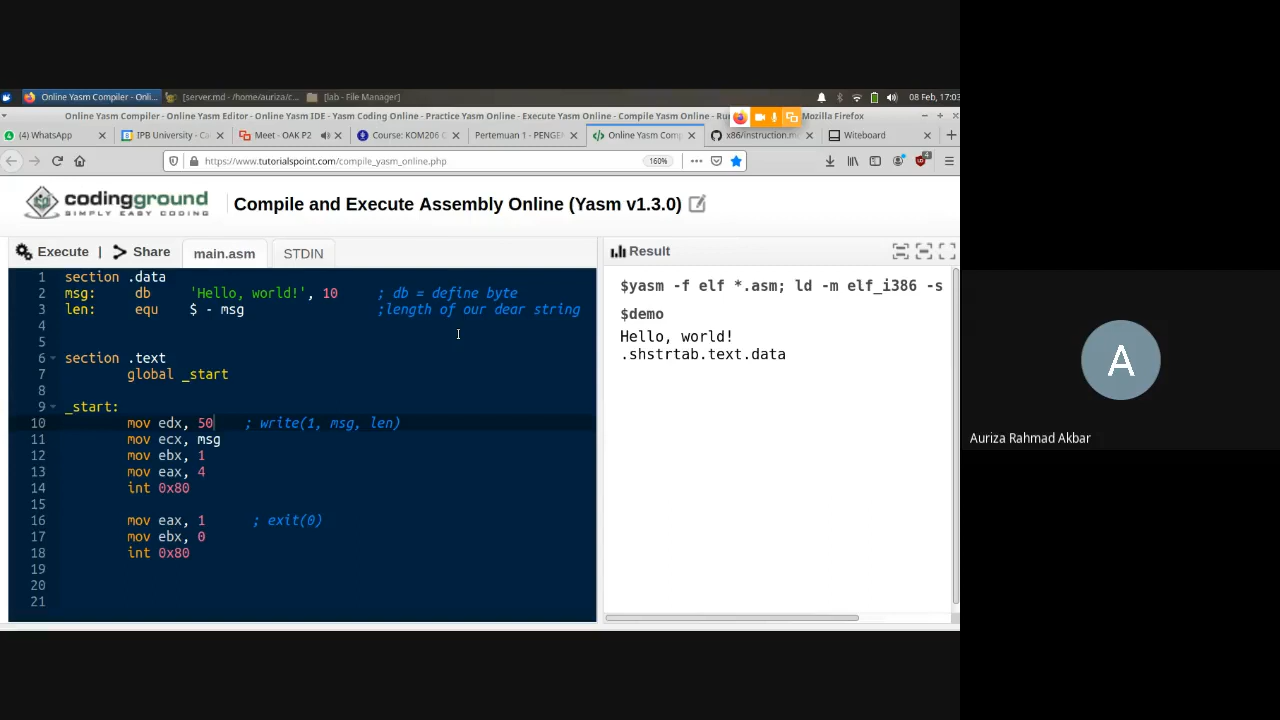 Online Yasm Compiler - Onli... [server.md - /home/auriza/c... [lab - File Manager] 08 Feb, 17:03
Online Yasm Compiler - Online Yasm Editor - Online Yasm IDE - Yasm Coding Online - Practice Yasm Online - Execute Yasm Online - Compile Yasm Online - Ru Mozilla Firefox
(4) WhatsApp IPB University - C Meet - OAK P2 Course: KOM206 C Pertemuan 1 - PENGEN Online Yasm Comp x86/instruction.m Witeboard
https://www.tutorialspoint.com/compile_yasm_online.php 160% 4
codingground
SIMPLY EASY CODING
Compile and Execute Assembly Online (Yasm v1.3.0)
Execute | Share main.asm STDIN
1 section .data
2 msg: db 'Hello, world!', 10 ; db = define byte
3 len: equ $ - msg ;length of our dear string
4
5
6 section .text
7 global _start
8
9 _start:
10 mov edx, 50 ; write(1, msg, len)
11 mov ecx, msg
12 mov ebx, 1
13 mov eax, 4
14 int 0x80
15
16 mov eax, 1 ; exit(0)
17 mov ebx, 0
18 int 0x80
19
20
21
Result
$yasm -f elf *.asm; ld -m elf_i386 -s
$demo
Hello, world!
.shstrtab.text.data
A
Auriza Rahmad Akbar